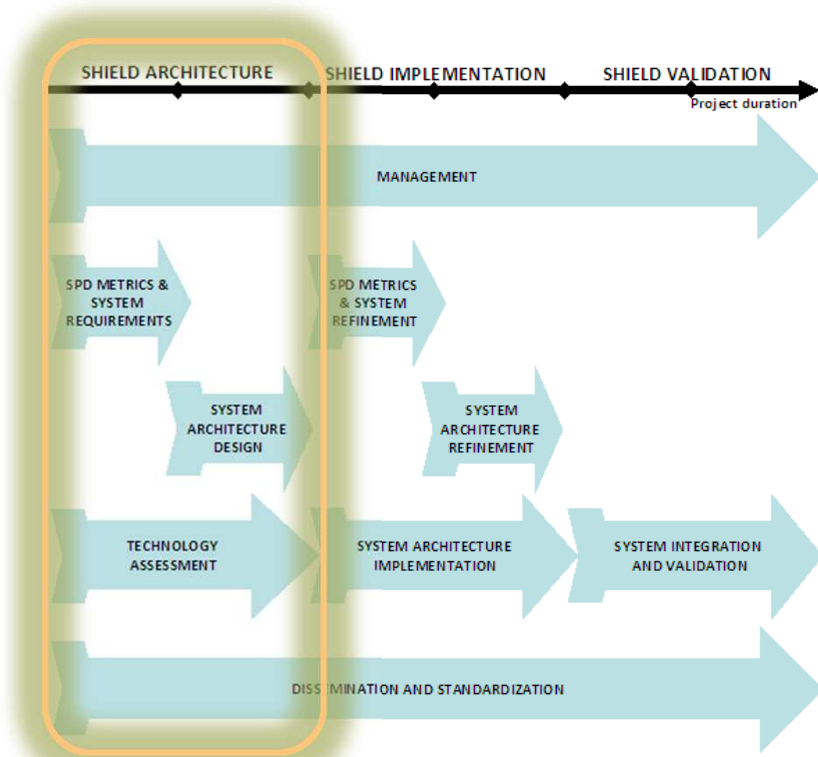 SHIELD ARCHITECTURE SHIELD IMPLEMENTATION SHIELD VALIDATION
Project duration
MANAGEMENT
SPD METRICS &
SYSTEM
REQUIREMENTS
SPD METRICS
& SYSTEM
REFINEMENT
SYSTEM
ARCHITECTURE
DESIGN
SYSTEM
ARCHITECTURE
REFINEMENT
TECHNOLOGY
ASSESSMENT
SYSTEM ARCHITECTURE
IMPLEMENTATION
SYSTEM INTEGRATION
AND VALIDATION
DISSEMINATION AND STANDARDIZATION